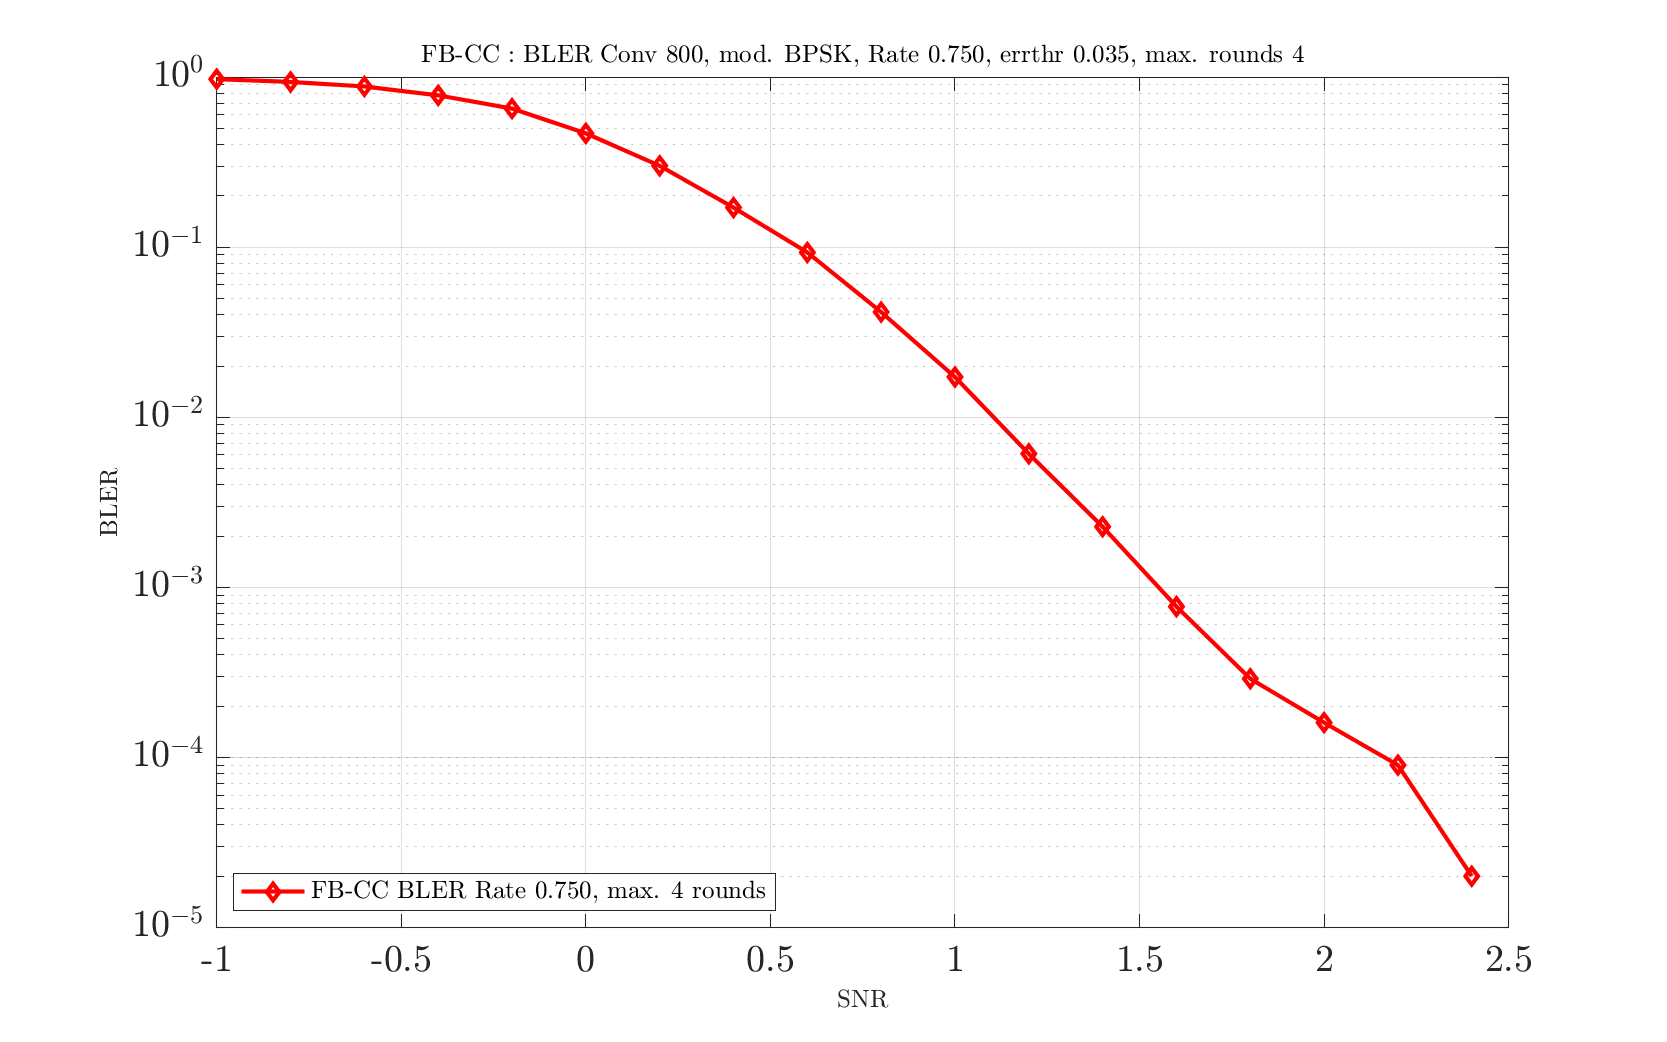 FB-CC : BLER Conv 800, mod. BPSK, Rate 0.750, errthr 0.035, max. rounds 4
10⁰
10⁻¹
10⁻²
10⁻³
10⁻⁴
10⁻⁵
BLER
FB-CC BLER Rate 0.750, max. 4 rounds
-1 -0.5 0 0.5 1 1.5 2 2.5
SNR